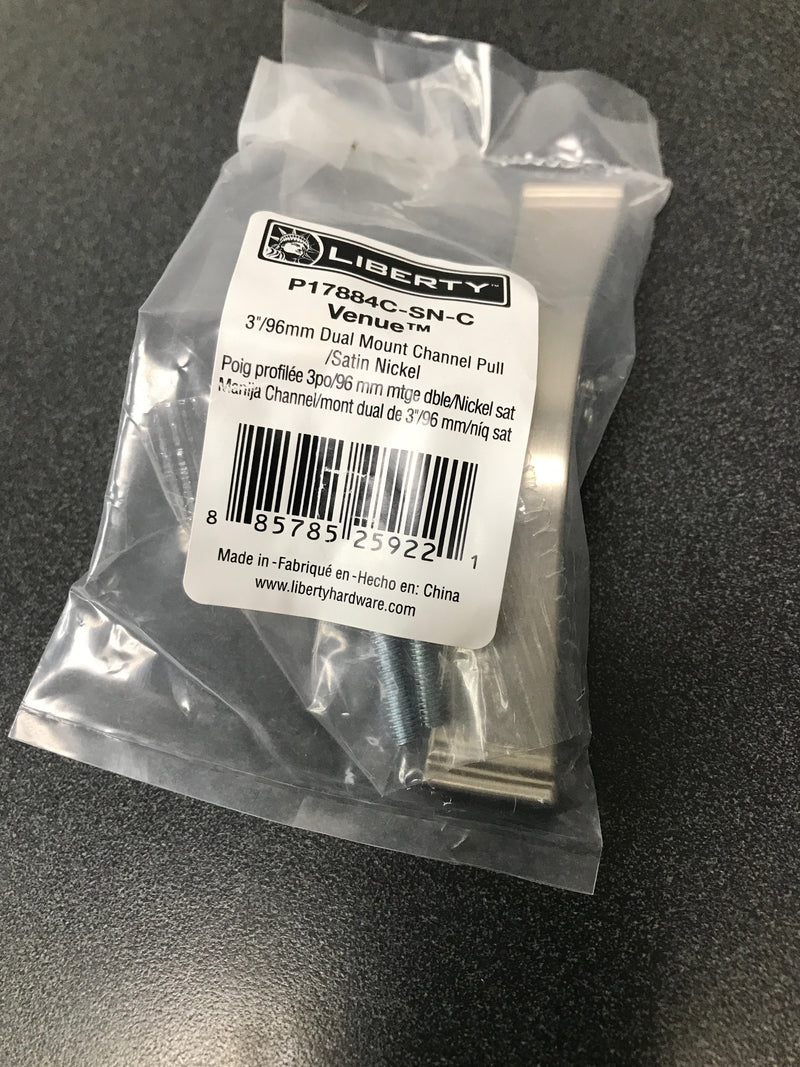 LIBERTY™
P17884C-SN-C
Venue™
3"/96mm Dual Mount Channel Pull
/Satin Nickel
Poig profilée 3po/96 mm mtge dble/Nickel sat
Manija Channel/mont dual de 3"/96 mm/níq sat
8 85785 25922 1
Made in -Fabriqué en -Hecho en: China
www.libertyhardware.com